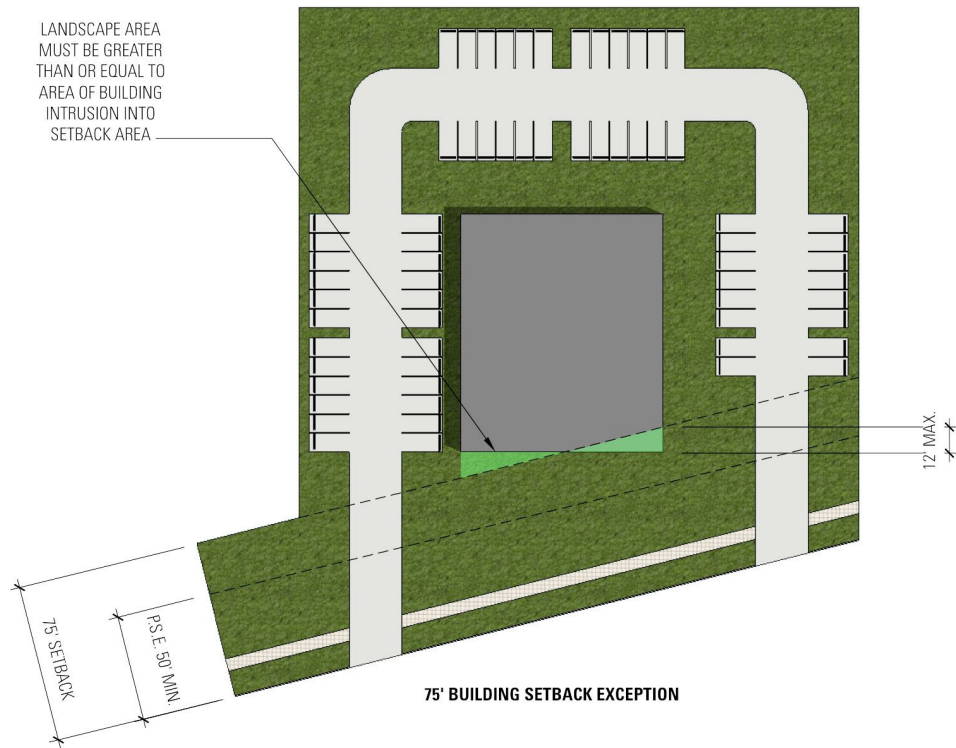 LANDSCAPE AREA
MUST BE GREATER
THAN OR EQUAL TO
AREA OF BUILDING
INTRUSION INTO
SETBACK AREA
12' MAX.
75' SETBACK
P.S.E. 50' MIN.
75' BUILDING SETBACK EXCEPTION